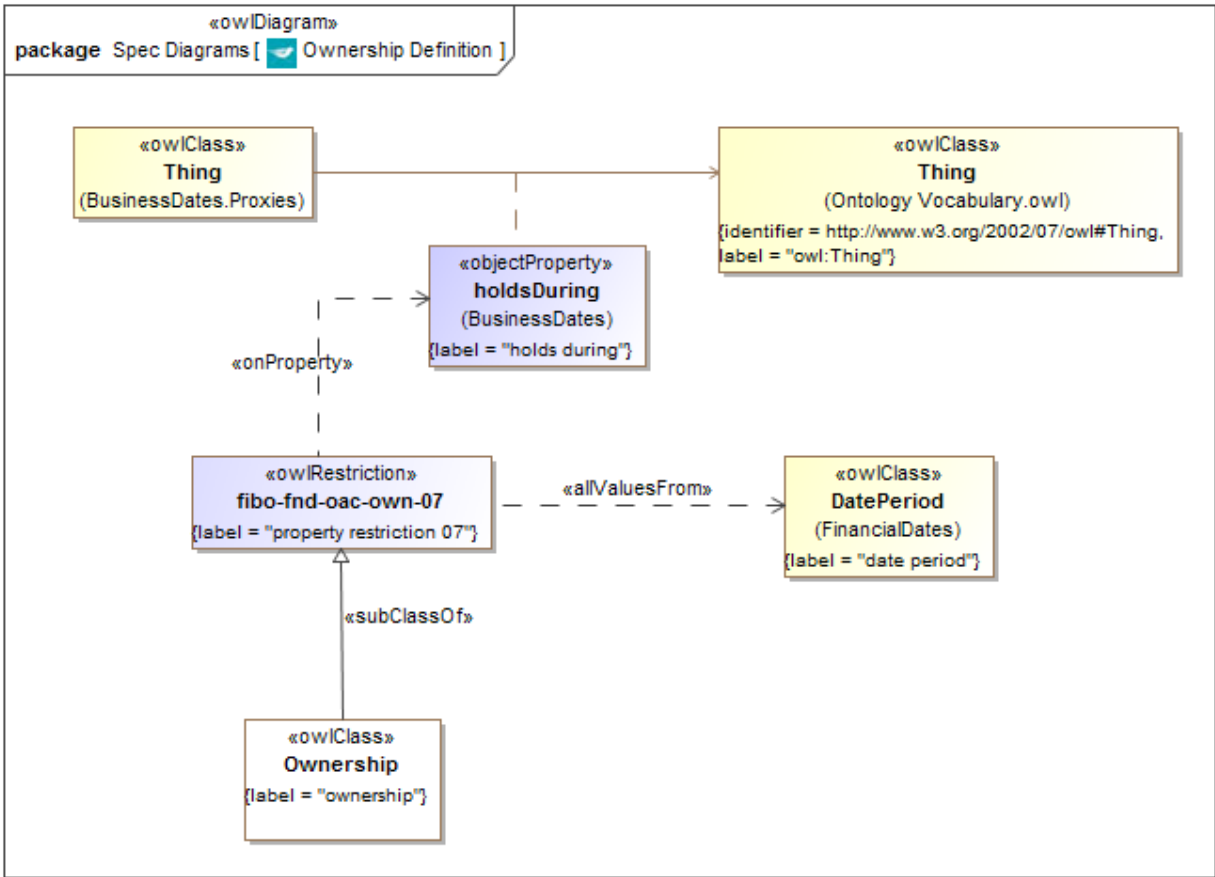 «owlDiagram»
package Spec Diagrams [ Ownership Definition ]
«owlClass»
Thing
(BusinessDates.Proxies)
«owlClass»
Thing
(Ontology Vocabulary.owl)
{identifier = http://www.w3.org/2002/07/owl#Thing,
label = "owl:Thing"}
«objectProperty»
holdsDuring
(BusinessDates)
{label = "holds during"}
«onProperty»
«owlRestriction»
fibo-fnd-oac-own-07
{label = "property restriction 07"}
«allValuesFrom»
«owlClass»
DatePeriod
(FinancialDates)
{label = "date period"}
«subClassOf»
«owlClass»
Ownership
{label = "ownership"}